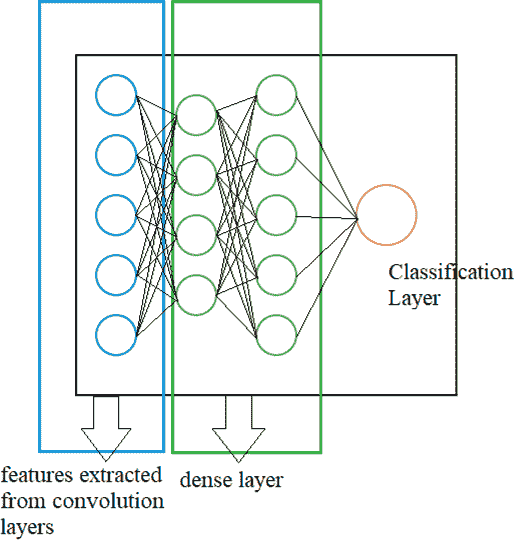 Classification
Layer
features extracted
from convolution
layers
dense layer